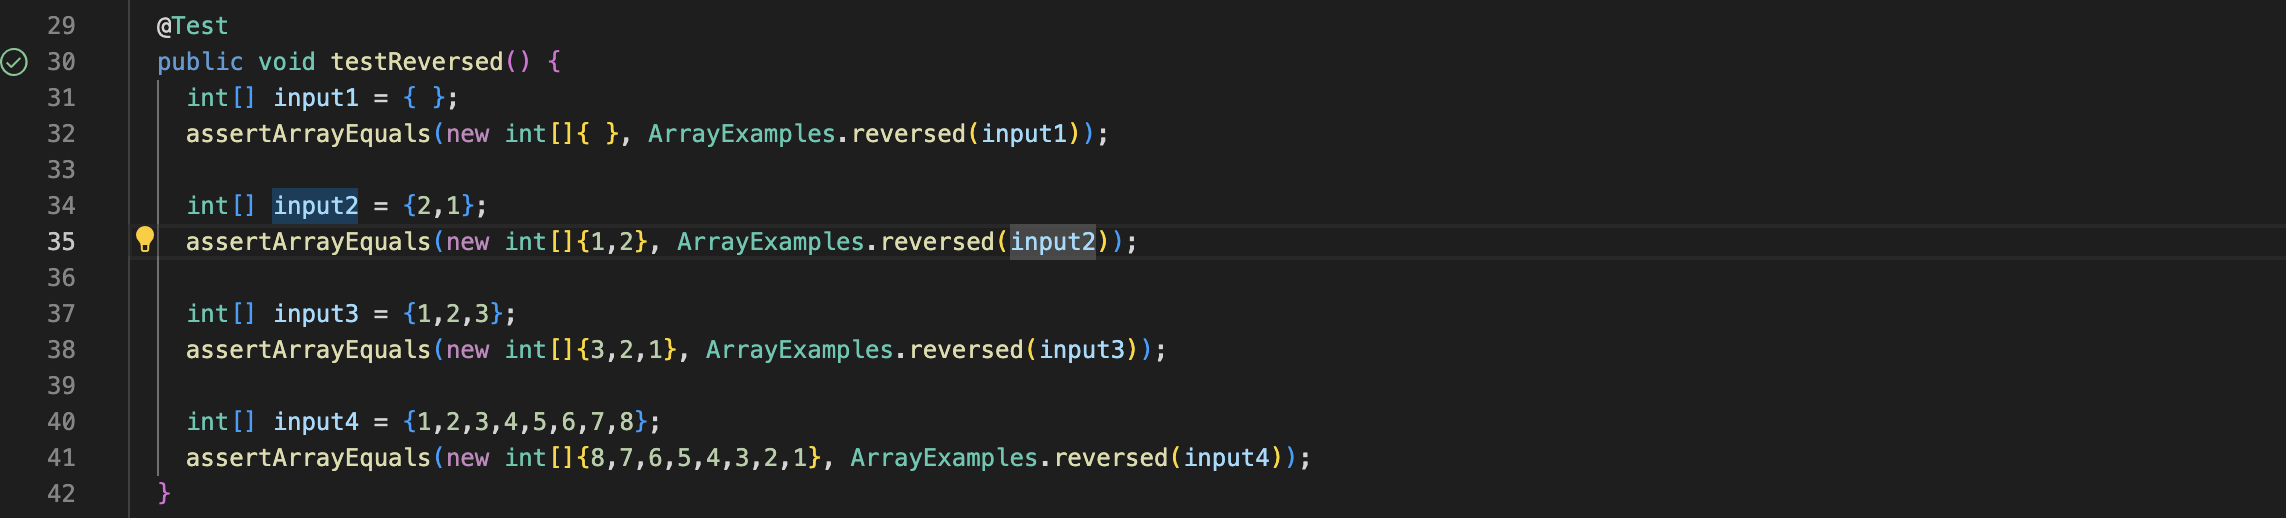 29 @Test
30 public void testReversed() {
31 int[] input1 = { };
32 assertArrayEquals(new int[]{ }, ArrayExamples.reversed(input1));
33
34 int[] input2 = {2,1};
35 assertArrayEquals(new int[]{1,2}, ArrayExamples.reversed(input2));
36
37 int[] input3 = {1,2,3};
38 assertArrayEquals(new int[]{3,2,1}, ArrayExamples.reversed(input3));
39
40 int[] input4 = {1,2,3,4,5,6,7,8};
41 assertArrayEquals(new int[]{8,7,6,5,4,3,2,1}, ArrayExamples.reversed(input4));
42 }